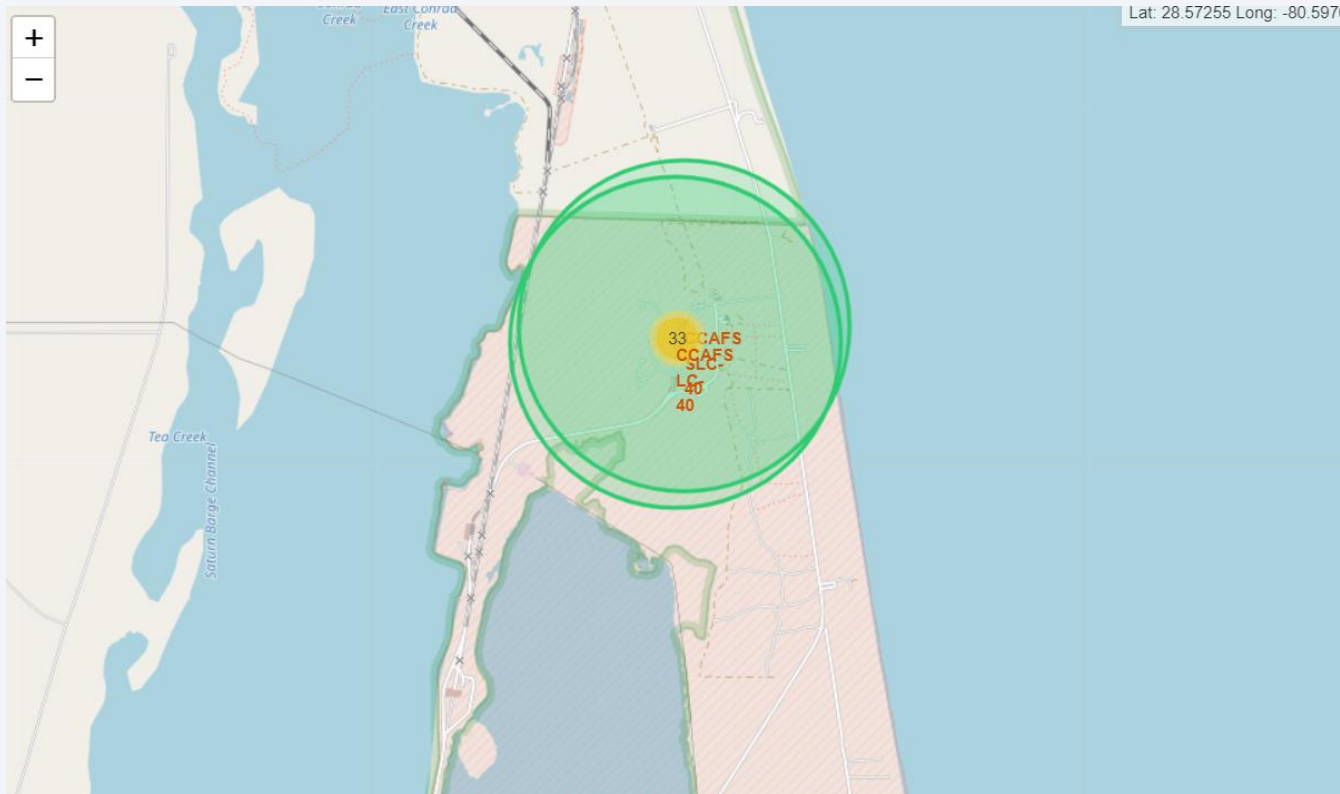 East Conrad
Creek
Creek
+
−
Lat: 28.57255 Long: -80.5970
33
CCAFS
SLC-
40
CCAFS
LC-
40
Tea Creek
Saturn Barge Channel